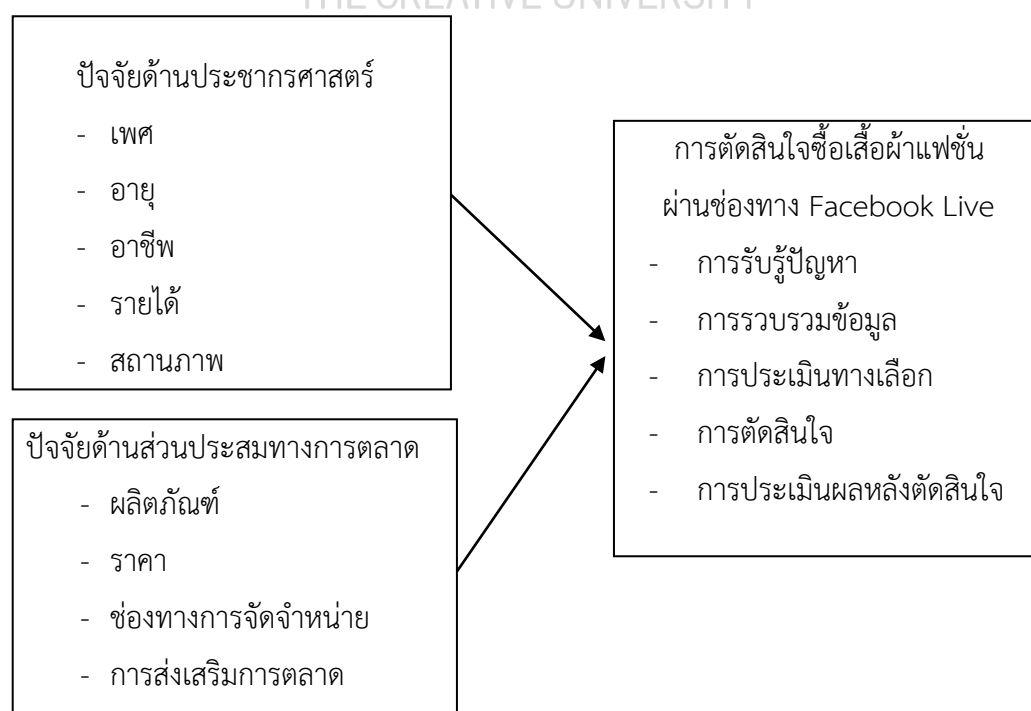 THE CREATIVE UNIVERSITY
ปัจจัยด้านประชากรศาสตร์
- เพศ
- อายุ
- อาชีพ
- รายได้
- สถานภาพ
ปัจจัยด้านส่วนประสมทางการตลาด
- ผลิตภัณฑ์
- ราคา
- ช่องทางการจัดจำหน่าย
- การส่งเสริมการตลาด
การตัดสินใจซื้อเสื้อผ้าแฟชั่น
ผ่านช่องทาง Facebook Live
- การรับรู้ปัญหา
- การรวบรวมข้อมูล
- การประเมินทางเลือก
- การตัดสินใจ
- การประเมินผลหลังตัดสินใจ